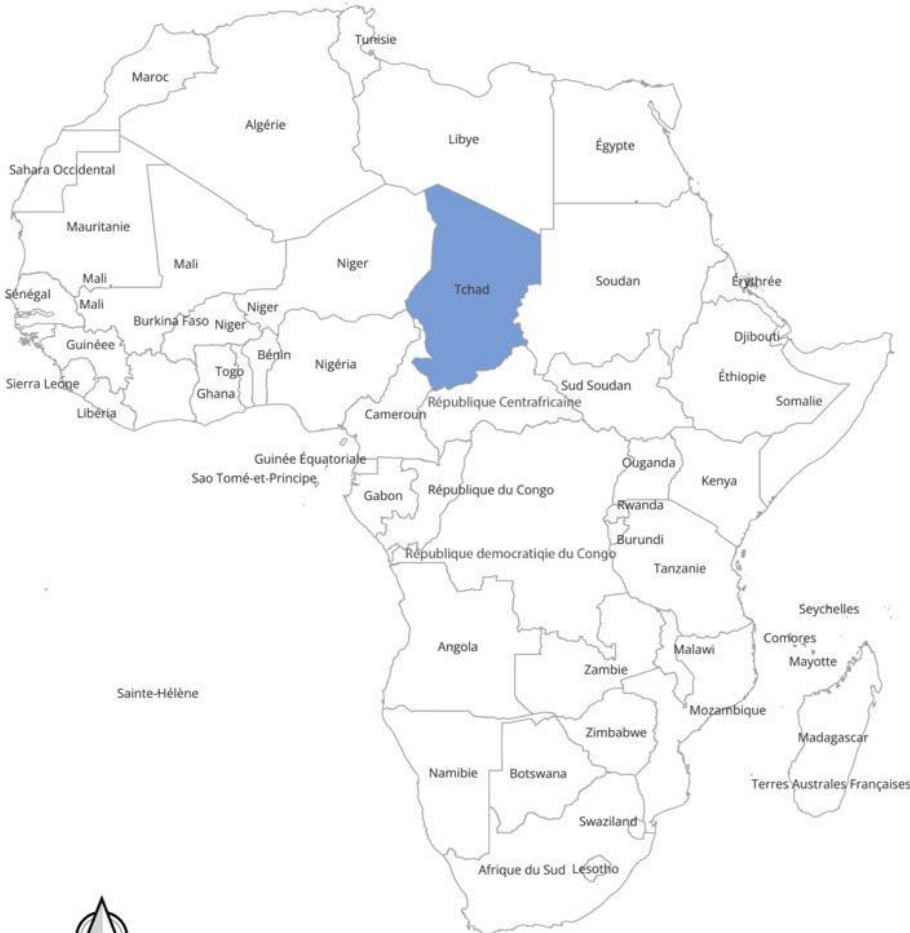 Tunisie
Maroc
Algérie
Libye
Égypte
Sahara Occidental
Mauritanie
Mali
Niger
Tchad
Soudan
Érythrée
Mali
Sénégal
Mali
Niger
Burkina Faso
Niger
Guinéee
Djibouti
Bénin
Nigéria
Togo
Éthiopie
Sierra Leone
Ghana
Sud Soudan
République Centrafricaine
Somalie
Libéria
Cameroun
Guinée Équatoriale
Ouganda
Sao Tomé-et-Principe
Gabon
République du Congo
Kenya
Rwanda
Burundi
République democratiqie du Congo
Tanzanie
Seychelles
Comores
Angola
Malawi
Mayotte
Zambie
Sainte-Hélène
Mozambique
Zimbabwe
Madagascar
Namibie
Botswana
Terres Australes Françaises
Swaziland
Afrique du Sud
Lesotho